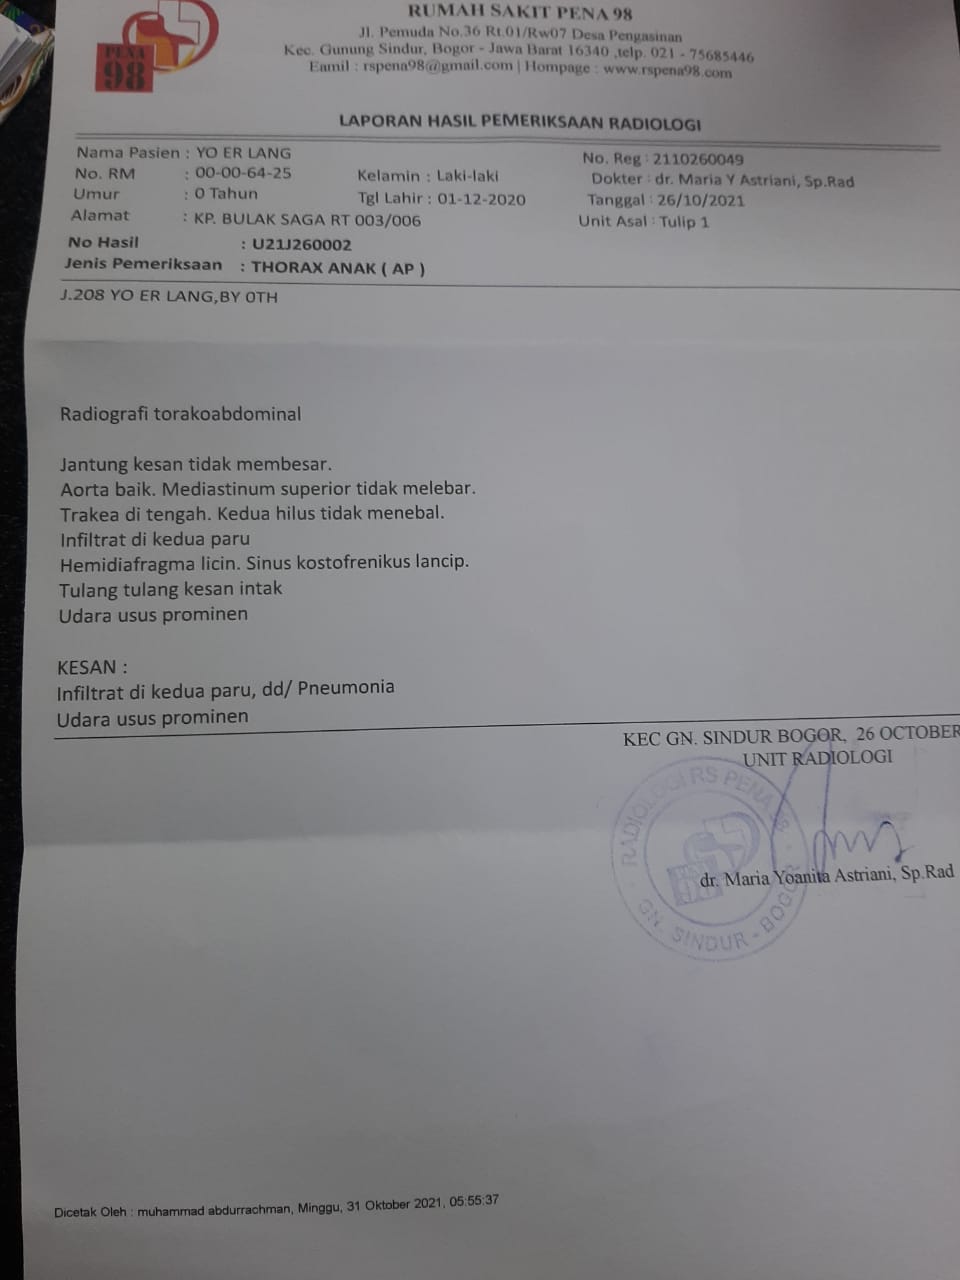 PENA
98
RUMAH SAKIT PENA 98
Jl. Pemuda No.36 Rt.01/Rw07 Desa Pengasinan
Kec. Gunung Sindur, Bogor - Jawa Barat 16340 ,telp. 021 - 75685446
Eamil : rspena98@gmail.com | Hompage : www.rspena98.com
LAPORAN HASIL PEMERIKSAAN RADIOLOGI
Nama Pasien : YO ER LANG No. Reg : 2110260049
No. RM : 00-00-64-25 Kelamin : Laki-laki Dokter : dr. Maria Y Astriani, Sp.Rad
Umur : 0 Tahun Tgl Lahir : 01-12-2020 Tanggal : 26/10/2021
Alamat : KP. BULAK SAGA RT 003/006 Unit Asal : Tulip 1
No Hasil : U21J260002
Jenis Pemeriksaan : THORAX ANAK ( AP )
J.208 YO ER LANG,BY 0TH
Radiografi torakoabdominal
Jantung kesan tidak membesar.
Aorta baik. Mediastinum superior tidak melebar.
Trakea di tengah. Kedua hilus tidak menebal.
Infiltrat di kedua paru
Hemidiafragma licin. Sinus kostofrenikus lancip.
Tulang tulang kesan intak
Udara usus prominen
KESAN :
Infiltrat di kedua paru, dd/ Pneumonia
Udara usus prominen
KEC GN. SINDUR BOGOR, 26 OCTOBER
UNIT RADIOLOGI
RADIOLOGI RS PENA 98
GN. SINDUR - BOGOR
dr. Maria Yoanita Astriani, Sp.Rad
Dicetak Oleh : muhammad abdurrachman, Minggu, 31 Oktober 2021, 05:55:37